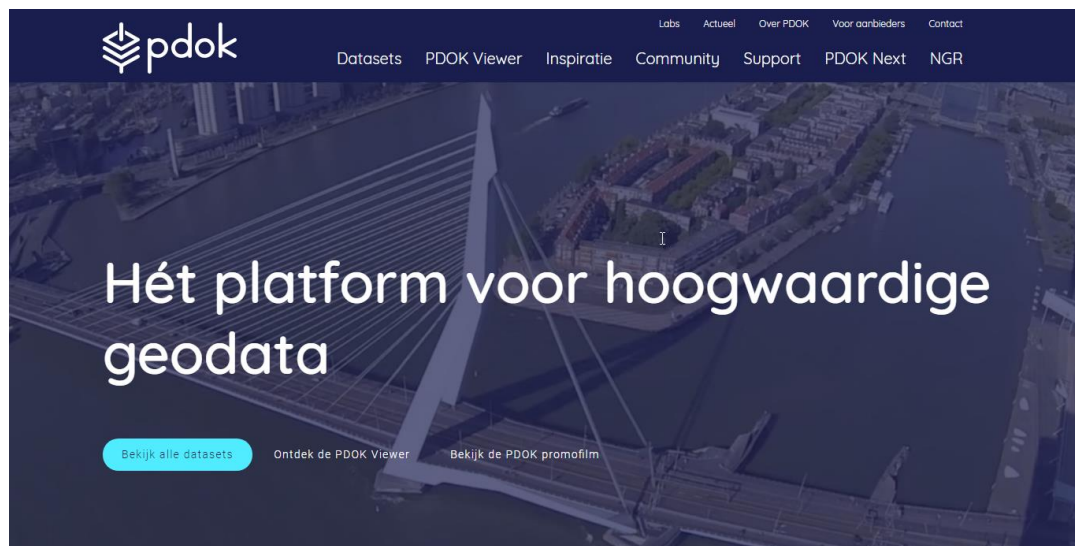 pdok
Labs Actueel Over PDOK Voor aanbieders Contact
Datasets PDOK Viewer Inspiratie Community Support PDOK Next NGR
Hét platform voor hoogwaardige
geodata
Bekijk alle datasets Ontdek de PDOK Viewer Bekijk de PDOK promofilm